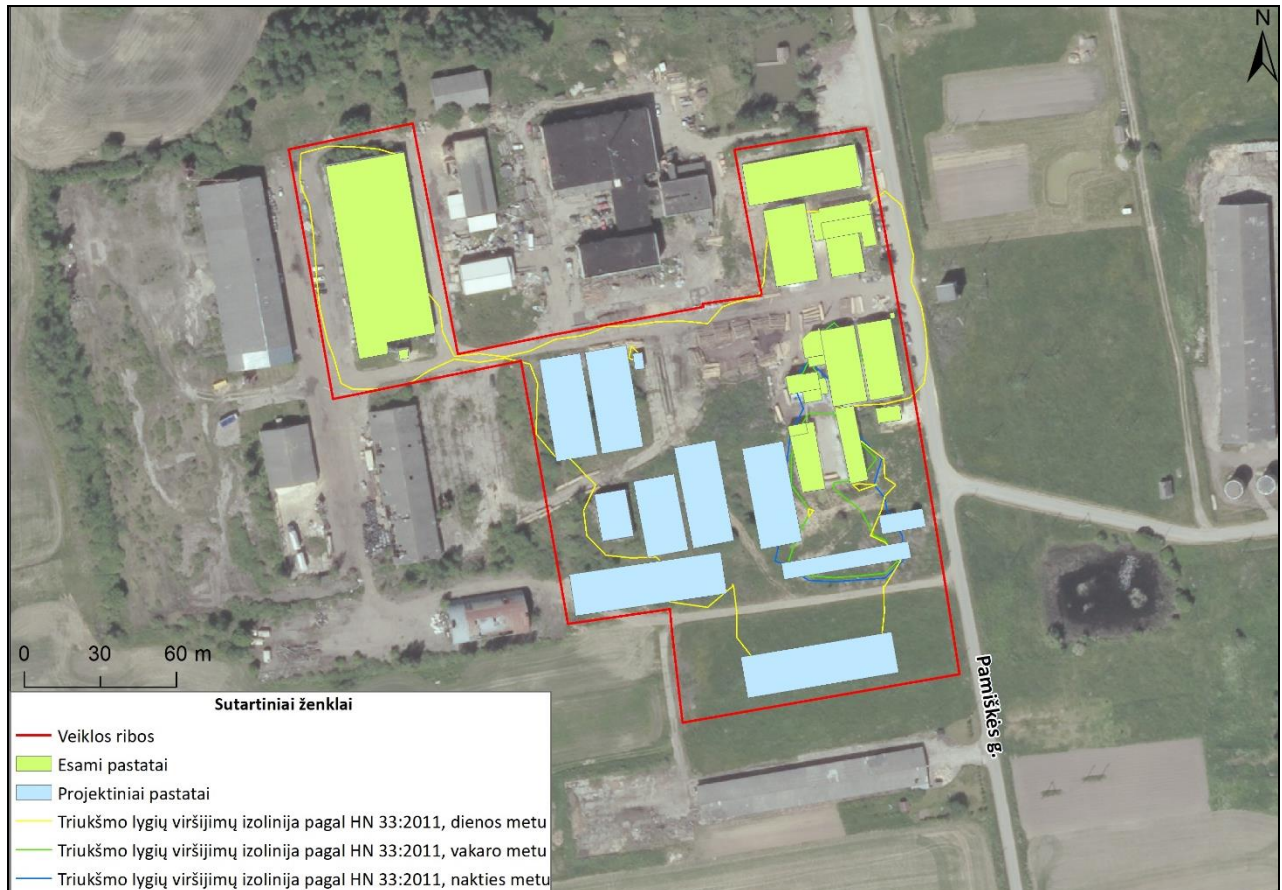 N
Pamiškės g.
0 30 60 m
Sutartiniai ženklai
Veiklos ribos
Esami pastatai
Projektiniai pastatai
Triukšmo lygių viršijimų izolinija pagal HN 33:2011, dienos metu
Triukšmo lygių viršijimų izolinija pagal HN 33:2011, vakaro metu
Triukšmo lygių viršijimų izolinija pagal HN 33:2011, nakties metu